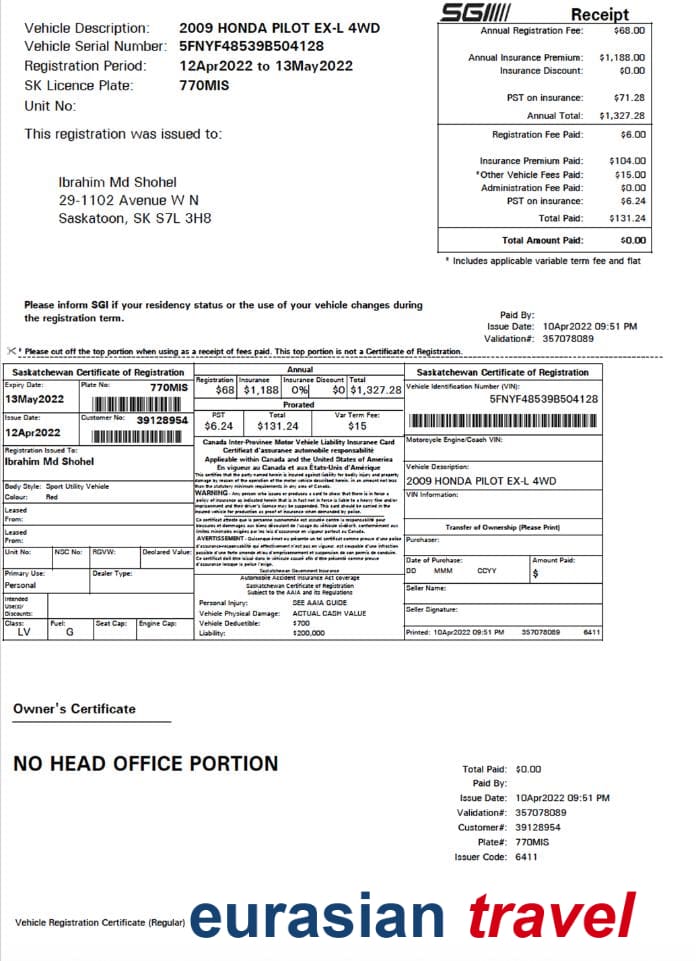 SGI
Receipt
Vehicle Description: 2009 HONDA PILOT EX-L 4WD
Vehicle Serial Number: 5FNYF48539B504128
Registration Period: 12Apr2022 to 13May2022
SK Licence Plate: 770MIS
Unit No:
This registration was issued to:
Ibrahim Md Shohel
29-1102 Avenue W N
Saskatoon, SK S7L 3H8
Annual Registration Fee: $68.00
Annual Insurance Premium: $1,188.00
Insurance Discount: $0.00
PST on insurance: $71.28
Annual Total: $1,327.28
Registration Fee Paid: $6.00
Insurance Premium Paid: $104.00
*Other Vehicle Fees Paid: $15.00
Administration Fee Paid: $0.00
PST on insurance: $6.24
Total Paid: $131.24
Total Amount Paid: $0.00
* Includes applicable variable term fee and flat
Please inform SGI if your residency status or the use of your vehicle changes during
the registration term.
Paid By:
Issue Date: 10Apr2022 09:51 PM
Validation#: 357078089
* Please cut off the top portion when using as a receipt of fees paid. This top portion is not a Certificate of Registration.
Saskatchewan Certificate of Registration
Expiry Date: Plate No: 770MIS
13May2022
Issue Date: Customer No: 39128954
12Apr2022
Registration Issued To:
Ibrahim Md Shohel
Body Style: Sport Utility Vehicle
Colour: Red
Leased
From:
Leased
From:
Unit No: NSC No: RGVW: Declared Value:
Primary Use: Dealer Type:
Personal
Intended
Use(s)/
Discounts:
Class: Fuel: Seat Cap: Engine Cap:
LV G
Annual
Registration Insurance Insurance Discount Total
$68 $1,188 0% $0 $1,327.28
Prorated
PST Total Var Term Fee:
$6.24 $131.24 $15
Canada Inter-Province Motor Vehicle Liability Insurance Card
Certificat d'assurance automobile responsabilité
Applicable within Canada and the United States of America
En vigueur au Canada et aux États-Unis d'Amérique
Saskatchewan Government Insurance
Automobile Accident Insurance Act coverage
Saskatchewan Certificate of Registration
Subject to the AAIA and its Regulations
Personal Injury: SEE AAIA GUIDE
Vehicle Physical Damage: ACTUAL CASH VALUE
Vehicle Deductible: $700
Liability: $200,000
Saskatchewan Certificate of Registration
Vehicle Identification Number (VIN):
5FNYF48539B504128
Motorcycle Engine/Coach VIN:
Vehicle Description:
2009 HONDA PILOT EX-L 4WD
VIN Information:
Transfer of Ownership (Please Print)
Purchaser:
Date of Purchase: Amount Paid:
DD MMM CCYY $
Seller Name:
Seller Signature:
Printed: 10Apr2022 09:51 PM 357078089 6411
Owner's Certificate
NO HEAD OFFICE PORTION
Total Paid: $0.00
Paid By:
Issue Date: 10Apr2022 09:51 PM
Validation#: 357078089
Customer#: 39128954
Plate#: 770MIS
Issuer Code: 6411
Vehicle Registration Certificate (Regular)
eurasian travel